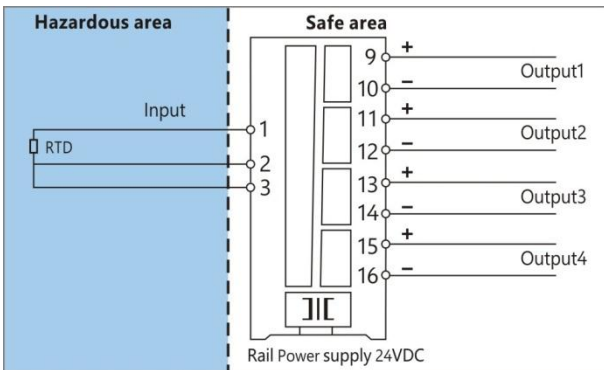 Hazardous area
Safe area
Input
RTD
1
2
3
9 +
10 −
Output1
11 +
12 −
Output2
13 +
14 −
Output3
15 +
16 −
Output4
Rail Power supply 24VDC